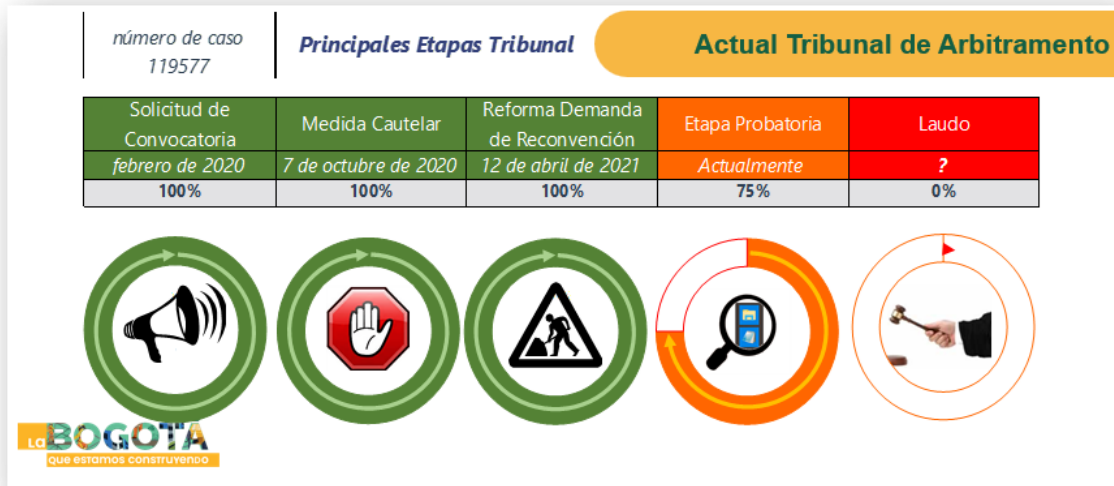 número de caso
119577
Principales Etapas Tribunal
Actual Tribunal de Arbitramento
Solicitud de
Convocatoria
Medida Cautelar
Reforma Demanda
de Reconvención
Etapa Probatoria
Laudo
febrero de 2020
7 de octubre de 2020
12 de abril de 2021
Actualmente
?
100%
100%
100%
75%
0%
La BOGOTÁ
que estamos construyendo